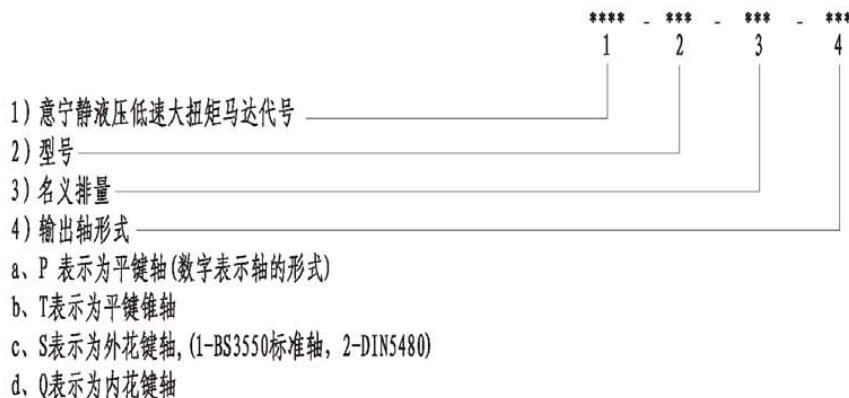 **** - *** - *** - ***
1 2 3 4
1)意宁静液压低速大扭矩马达代号
2)型号
3)名义排量
4)输出轴形式
a、P 表示为平键轴(数字表示轴的形式)
b、T表示为平键锥轴
c、S表示为外花键轴,(1-BS3550标准轴, 2-DIN5480)
d、Q表示为内花键轴